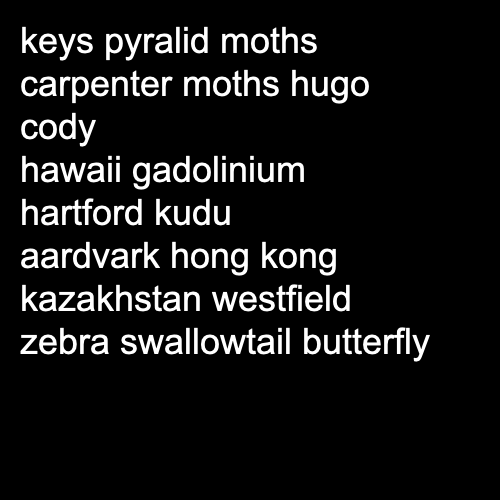 keys pyralid moths
carpenter moths hugo
cody
hawaii gadolinium
hartford kudu
aardvark hong kong
kazakhstan westfield
zebra swallowtail butterfly